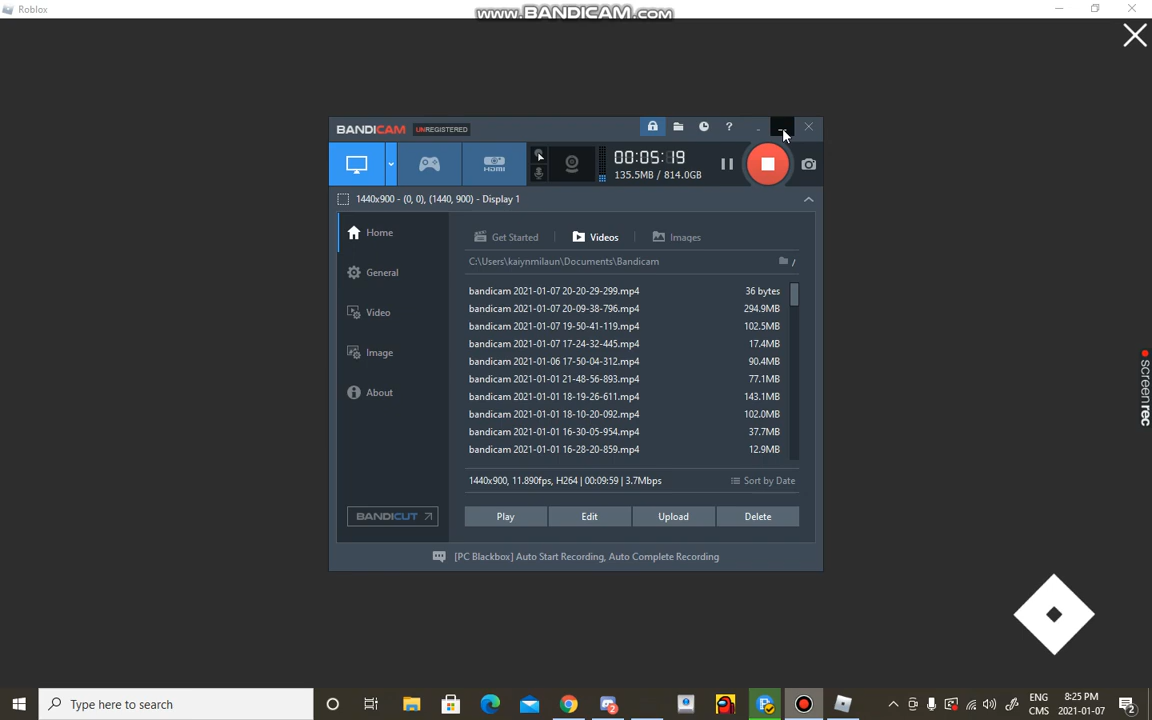 Roblox
www.BANDICAM.com
BANDICAM UNREGISTERED
00:05:19
HDMI
135.5MB / 814.0GB
1440x900 - (0, 0), (1440, 900) - Display 1
Home
Get Started
Videos
Images
C:\Users\kaiynmilaun\Documents\Bandicam
/
General
bandicam 2021-01-07 20-20-29-299.mp4 36 bytes
bandicam 2021-01-07 20-09-38-796.mp4 294.9MB
Video
bandicam 2021-01-07 19-50-41-119.mp4 102.5MB
bandicam 2021-01-07 17-24-32-445.mp4 17.4MB
Image
bandicam 2021-01-06 17-50-04-312.mp4 90.4MB
bandicam 2021-01-01 21-48-56-893.mp4 77.1MB
About
bandicam 2021-01-01 18-19-26-611.mp4 143.1MB
bandicam 2021-01-01 18-10-20-092.mp4 102.0MB
bandicam 2021-01-01 16-30-05-954.mp4 37.7MB
bandicam 2021-01-01 16-28-20-859.mp4 12.9MB
1440x900, 11.890fps, H264 | 00:09:59 | 3.7Mbps
Sort by Date
BANDICUT
Play
Edit
Upload
Delete
[PC Blackbox] Auto Start Recording, Auto Complete Recording
screenrec
Type here to search
2
ENG
CMS
8:25 PM
2021-01-07
2